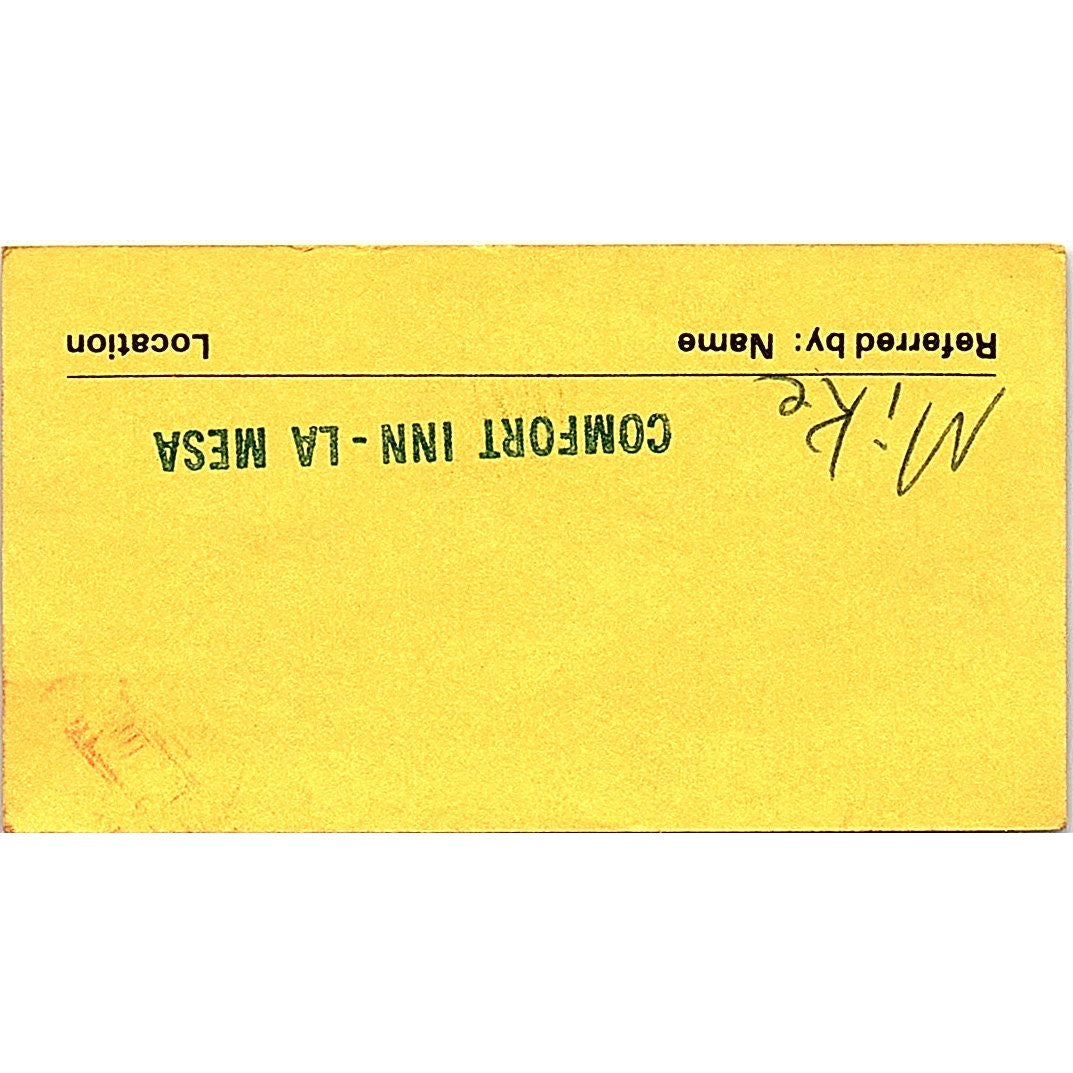 Mike COMFORT INN - LA MESA
Referred by: Name Location